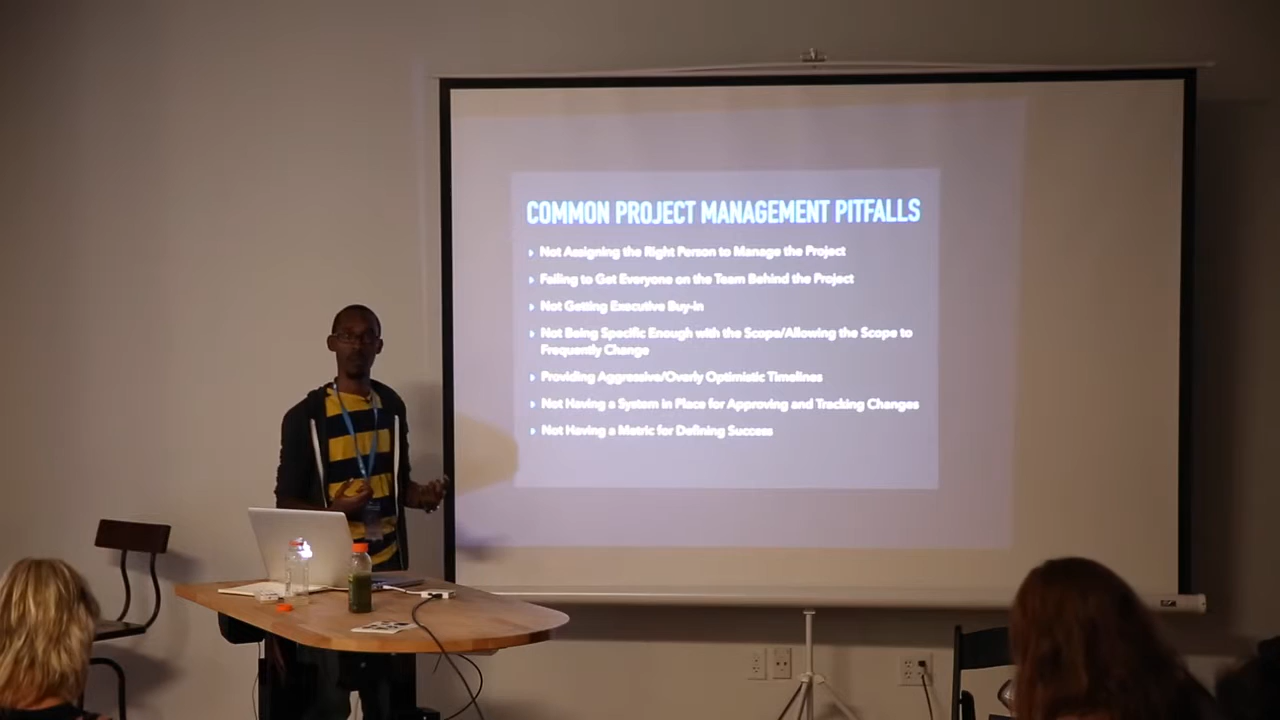 COMMON PROJECT MANAGEMENT PITFALLS
Not Assigning the Right Person to Manage the Project
Failing to Get Everyone on the Team Behind the Project
Not Getting Executive Buy-in
Not Being Specific Enough with the Scope/Allowing the Scope to
Frequently Change
Providing Aggressive/Overly Optimistic Timelines
Not Having a System in Place for Approving and Tracking Changes
Not Having a Metric for Defining Success